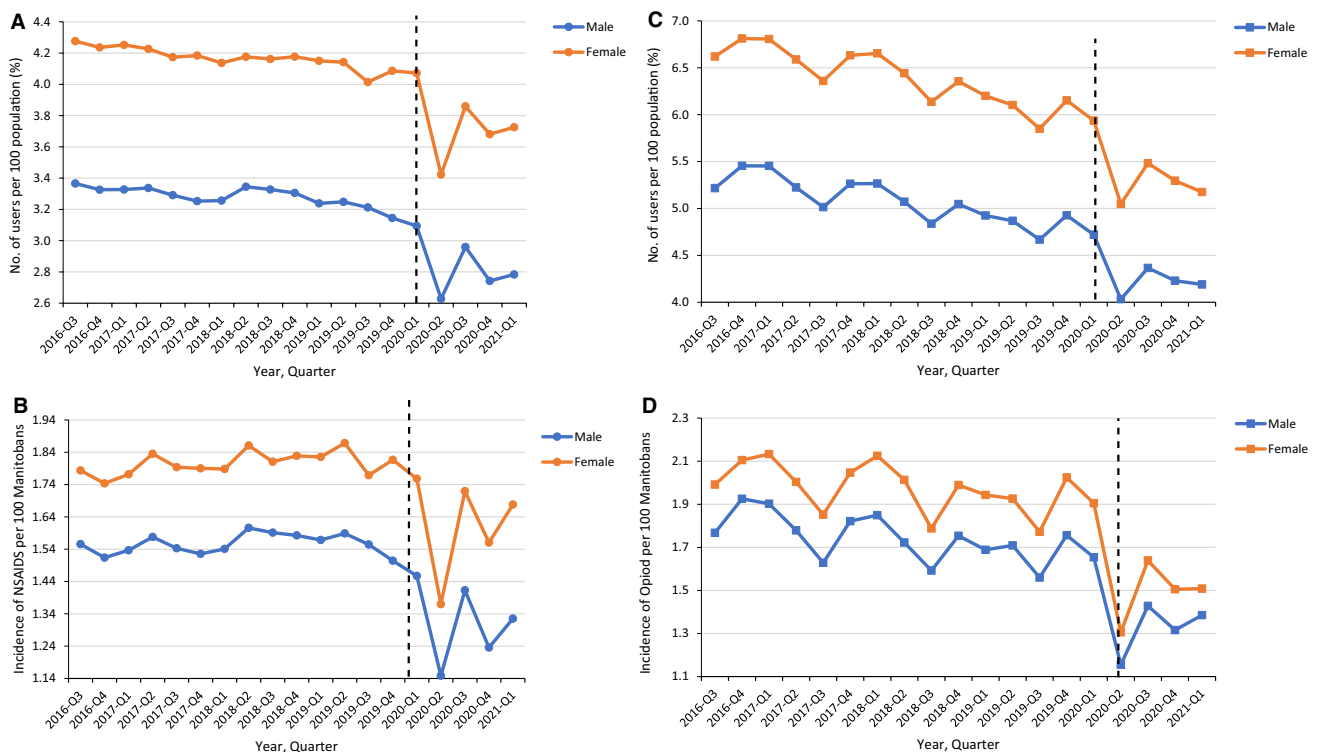 A
No. of users per 100 population (%)
4.4
4.2
4.0
3.8
3.6
3.4
3.2
3.0
2.8
2.6
2016-Q3
2016-Q4
2017-Q1
2017-Q2
2017-Q3
2017-Q4
2018-Q1
2018-Q2
2018-Q3
2018-Q4
2019-Q1
2019-Q2
2019-Q3
2019-Q4
2020-Q1
2020-Q2
2020-Q3
2020-Q4
2021-Q1
Year, Quarter
Male
Female
C
No. of users per 100 population (%)
7.0
6.5
6.0
5.5
5.0
4.5
4.0
2016-Q3
2016-Q4
2017-Q1
2017-Q2
2017-Q3
2017-Q4
2018-Q1
2018-Q2
2018-Q3
2018-Q4
2019-Q1
2019-Q2
2019-Q3
2019-Q4
2020-Q1
2020-Q2
2020-Q3
2020-Q4
2021-Q1
Year, Quarter
Male
Female
B
Incidence of NSAIDS per 100 Manitobans
1.94
1.84
1.74
1.64
1.54
1.44
1.34
1.24
1.14
2016-Q3
2016-Q4
2017-Q1
2017-Q2
2017-Q3
2017-Q4
2018-Q1
2018-Q2
2018-Q3
2018-Q4
2019-Q1
2019-Q2
2019-Q3
2019-Q4
2020-Q1
2020-Q2
2020-Q3
2020-Q4
2021-Q1
Year, Quarter
Male
Female
D
Incidence of Opiod per 100 Manitobans
2.3
2.1
1.9
1.7
1.5
1.3
1.1
2016-Q3
2016-Q4
2017-Q1
2017-Q2
2017-Q3
2017-Q4
2018-Q1
2018-Q2
2018-Q3
2018-Q4
2019-Q1
2019-Q2
2019-Q3
2019-Q4
2020-Q1
2020-Q2
2020-Q3
2020-Q4
2021-Q1
Year, Quarter
Male
Female